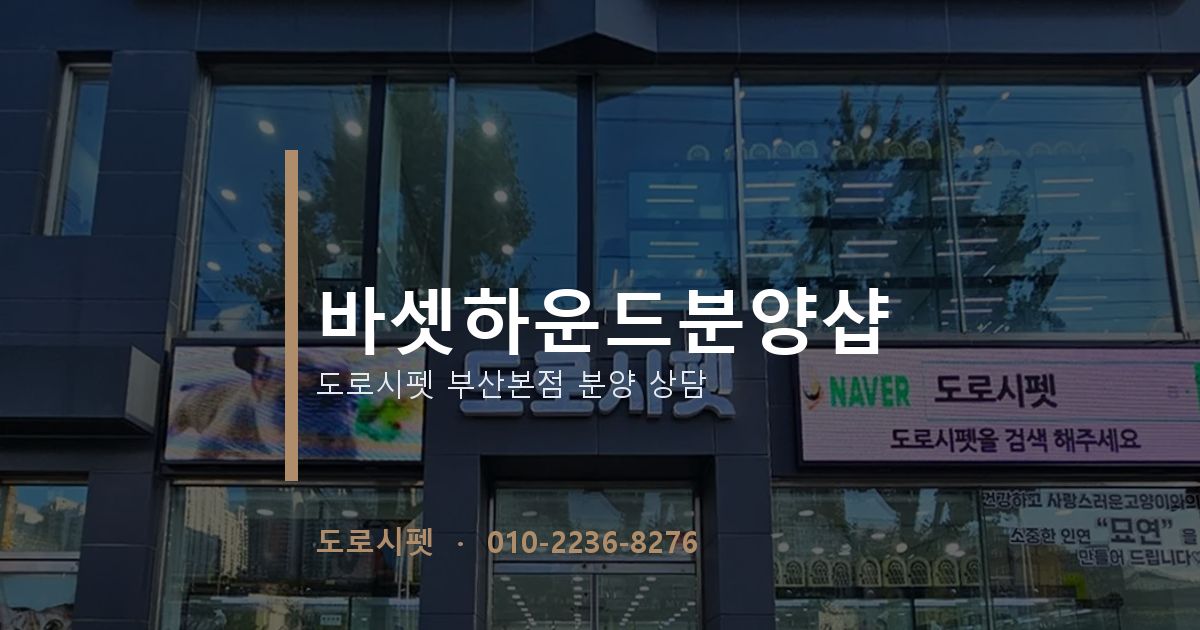 바셋하운드분양샵
도로시펫 부산본점 분양 상담
도로시펫
NAVER 도로시펫
도로시펫을 검색 해주세요
건강하고 사랑스러운고양이와의
소중한 인연 “묘연” 을
만들어 드립니다
도로시펫 · 010-2236-8276